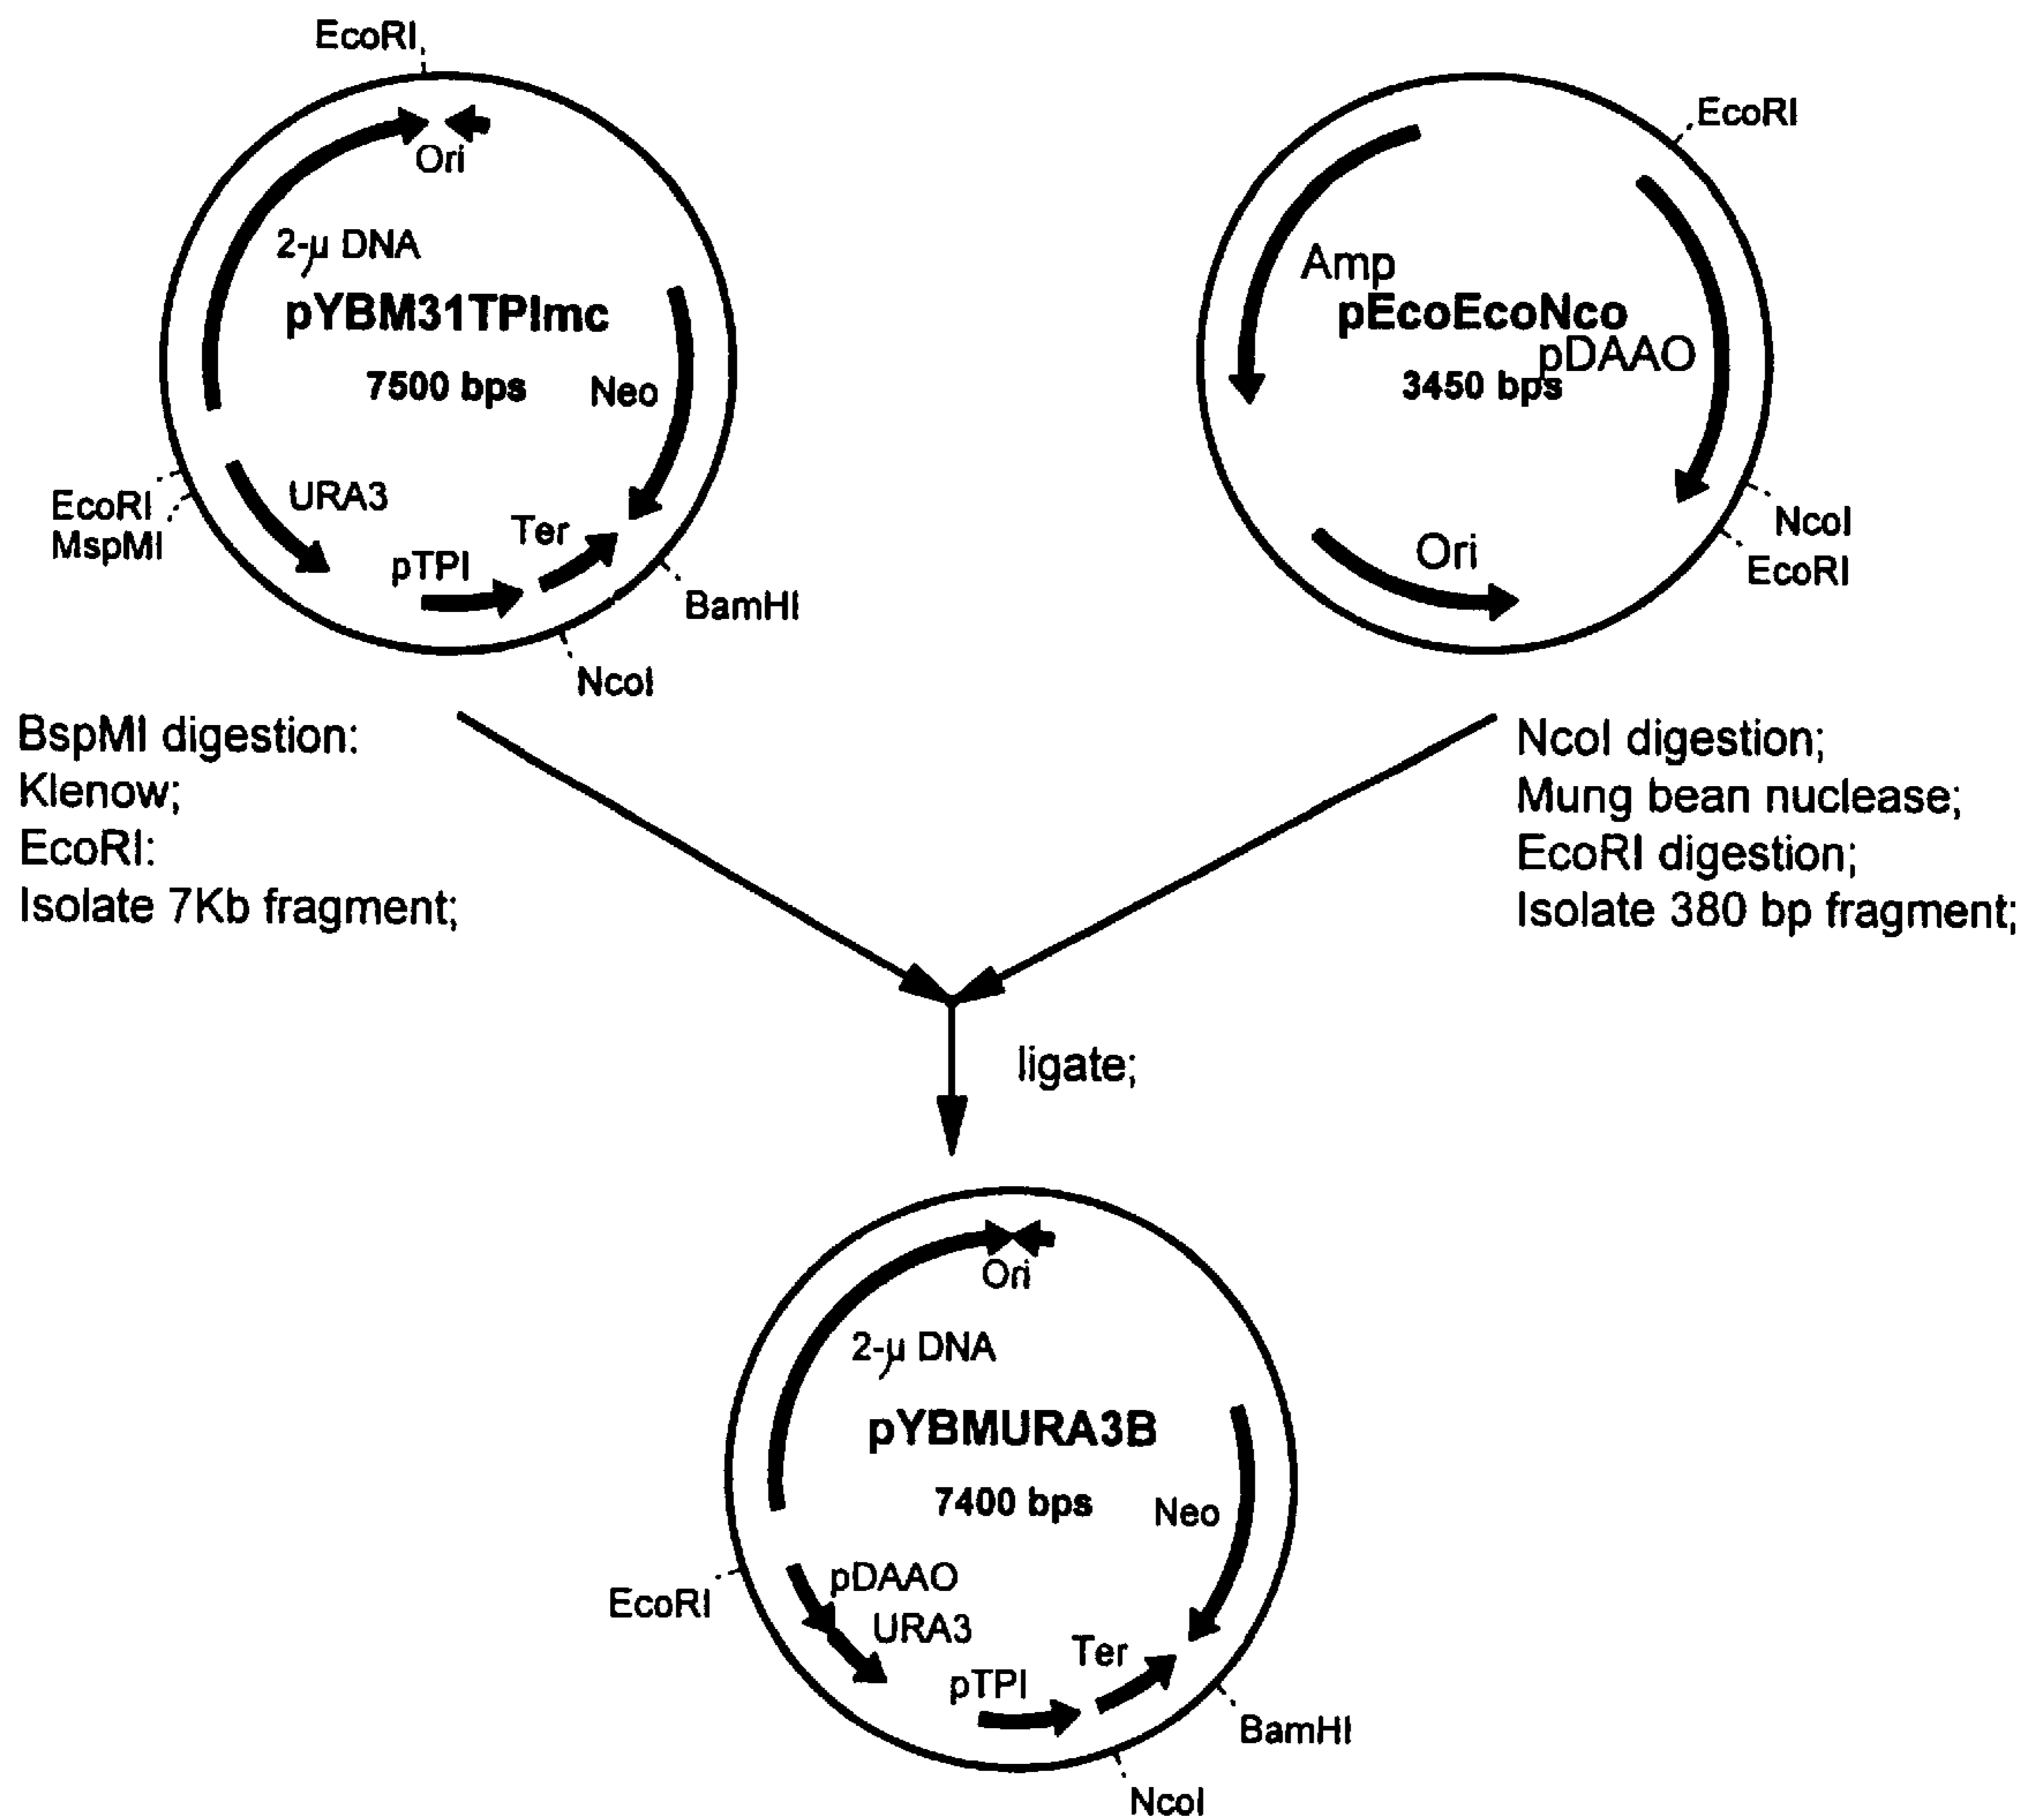 EcoRI
Ori
2-µ DNA
pYBM31TPImc
7500 bps
Neo
EcoRI
MspMI
URA3
pTPI
Ter
BamHI
NcoI
EcoRI
Amp
pEcoEcoNco
pDAAO
3450 bps
Ori
NcoI
EcoRI
BspMI digestion:
Klenow;
EcoRI:
Isolate 7Kb fragment;
NcoI digestion;
Mung bean nuclease;
EcoRI digestion;
Isolate 380 bp fragment;
ligate;
Ori
2-µ DNA
pYBMURA3B
7400 bps
Neo
EcoRI
pDAAO
URA3
pTPI
Ter
BamHI
NcoI